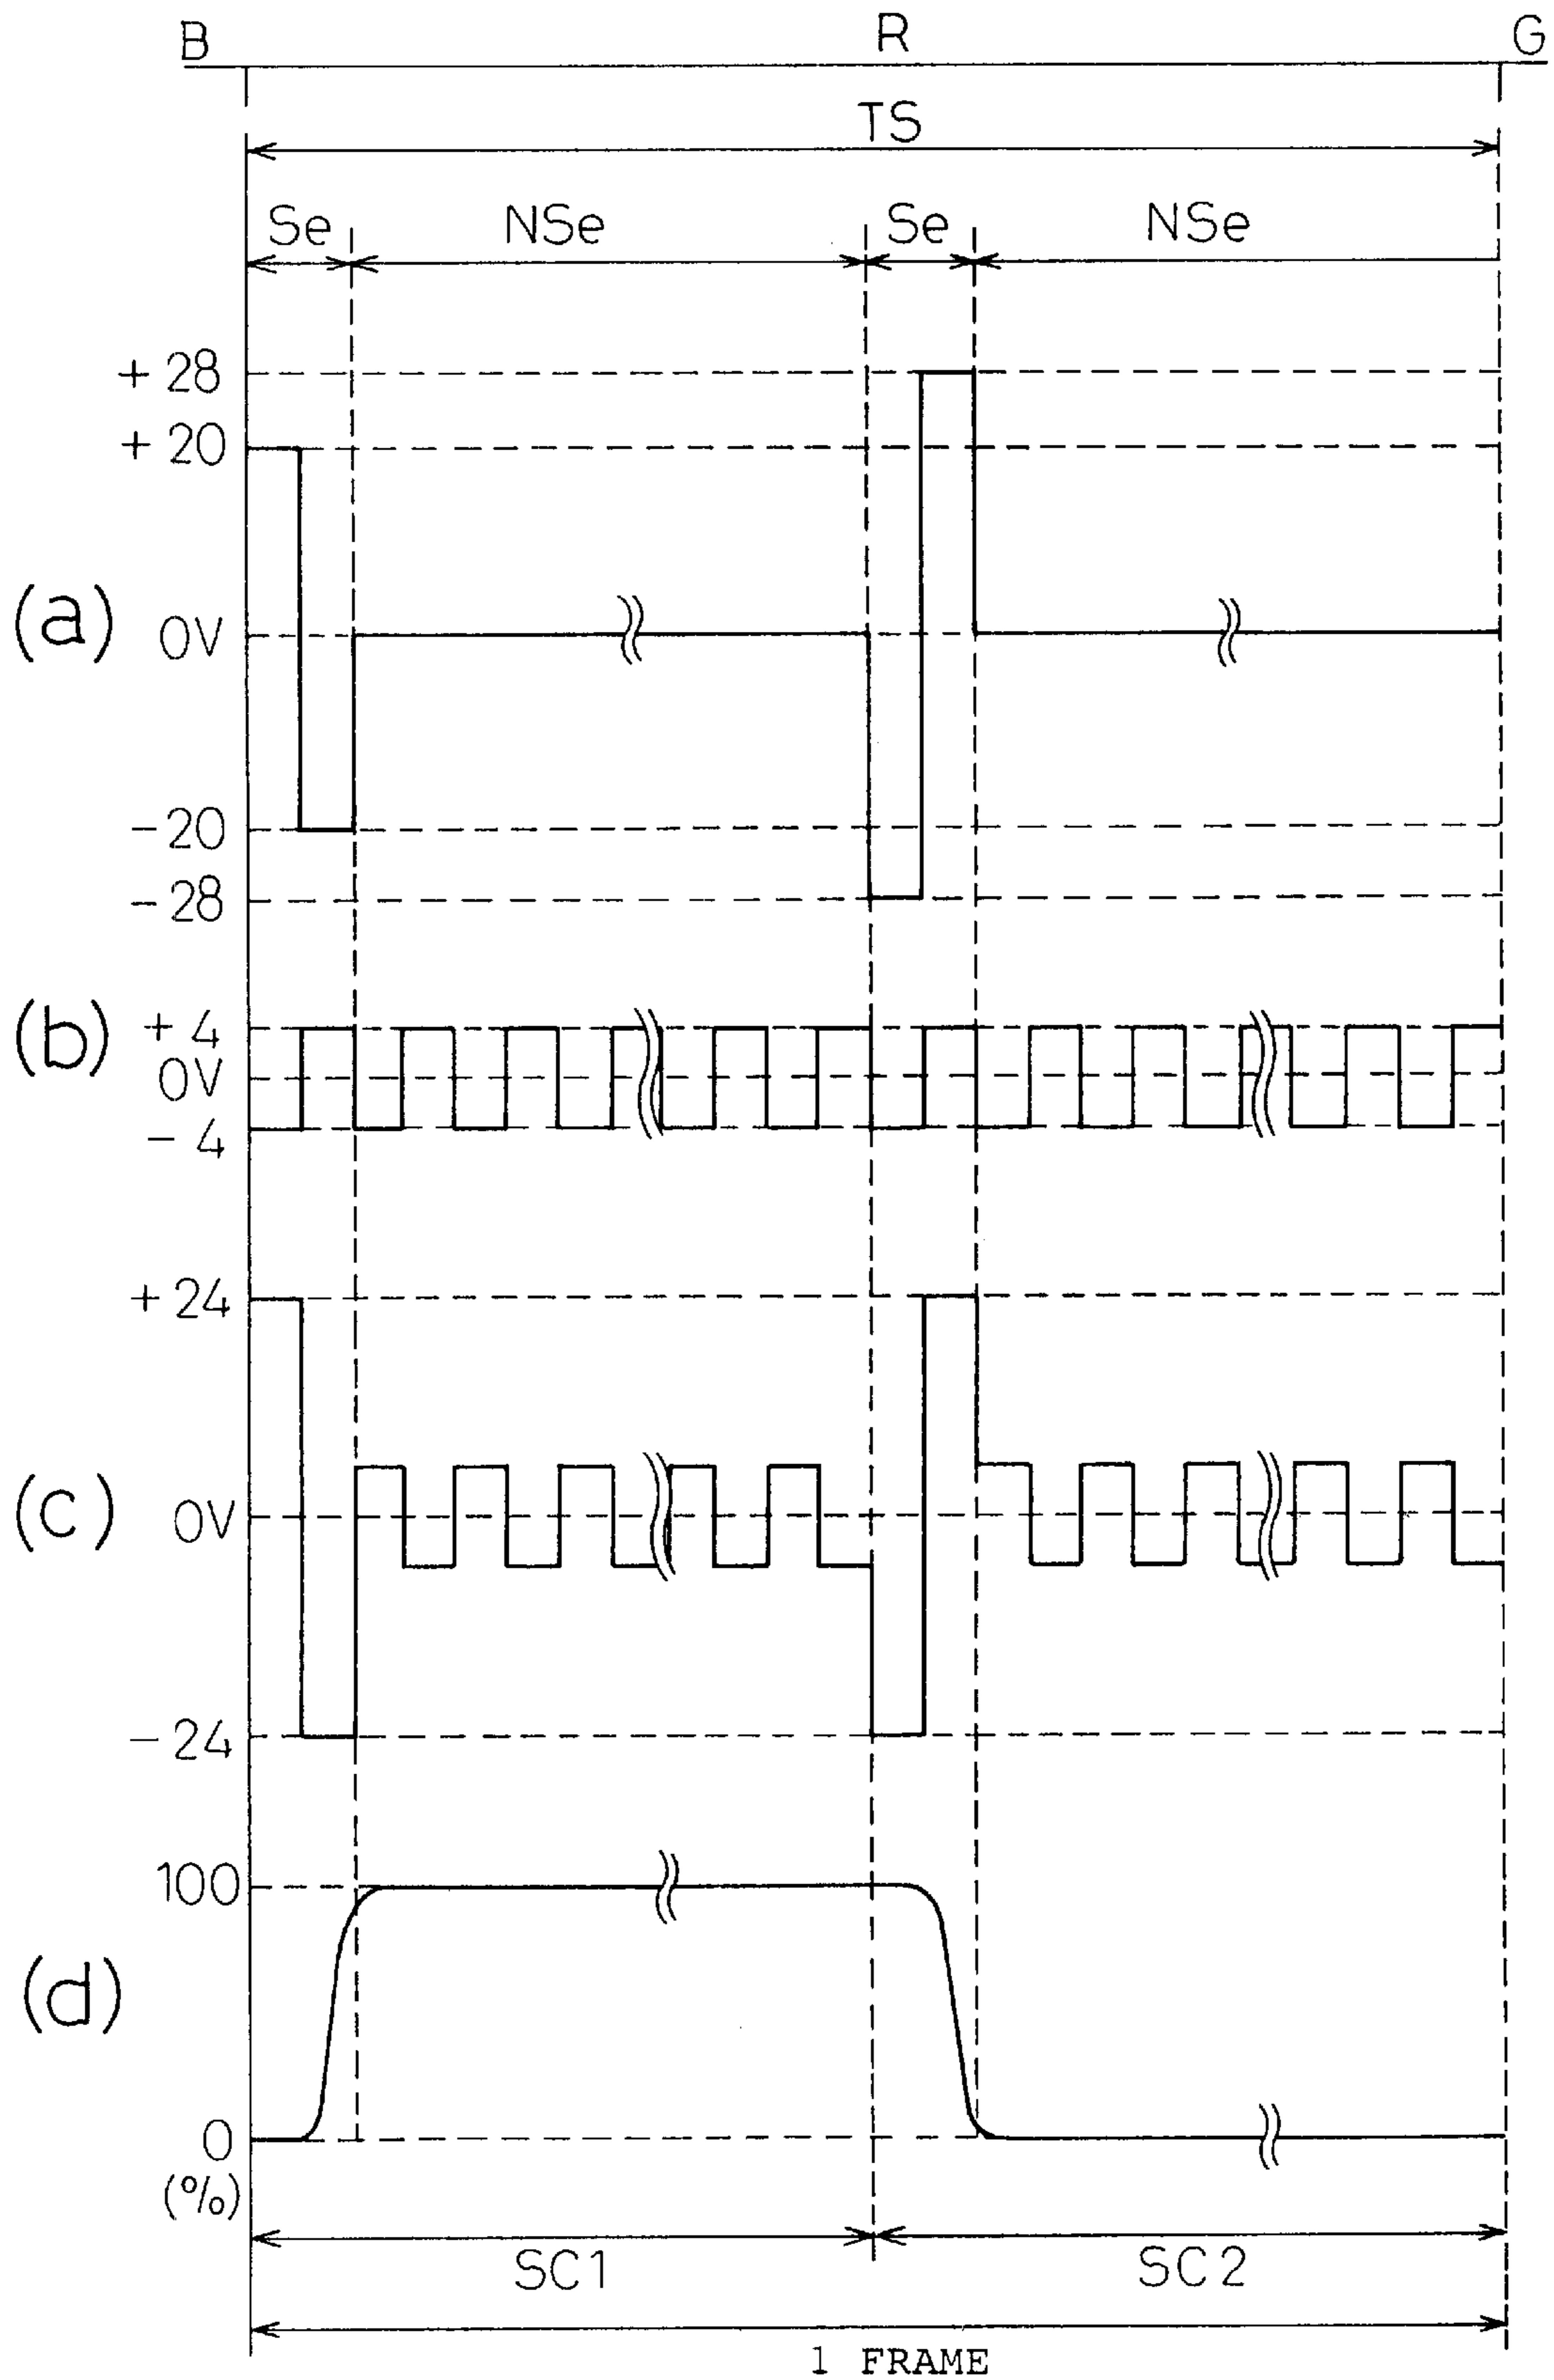 B R G
TS
Se NSe Se NSe
+28
+20
(a) 0V
-20
-28
(b) +4
0V
-4
+24
(c) 0V
-24
100
(d)
0
(%)
SC1 SC2
1 FRAME